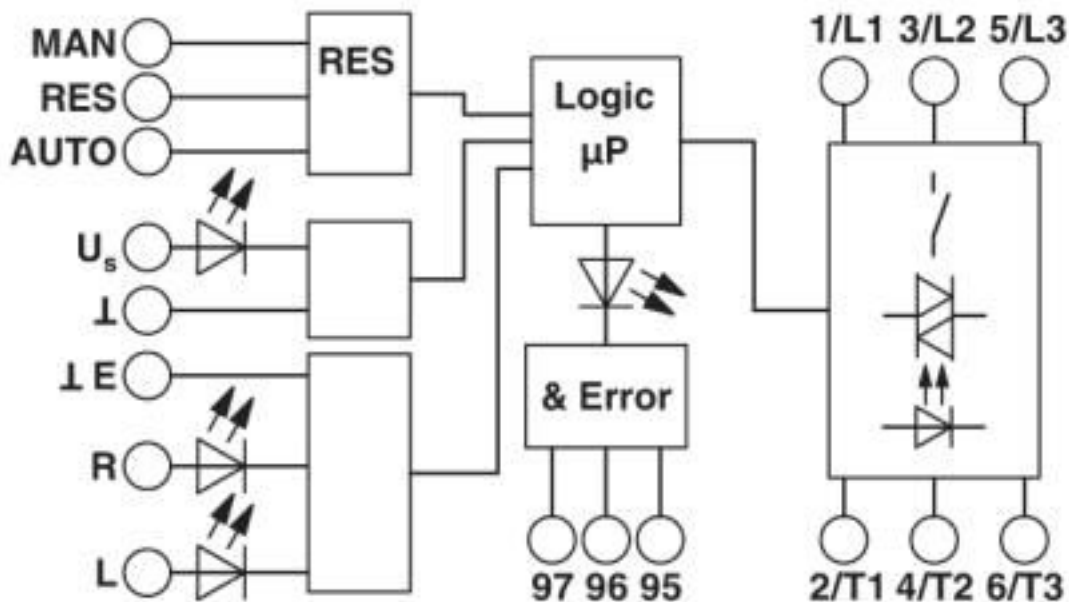 MAN
RES
AUTO
RES
U_s
⊥
⊥ E
R
L
Logic
µP
& Error
97 96 95
1/L1 3/L2 5/L3
2/T1 4/T2 6/T3